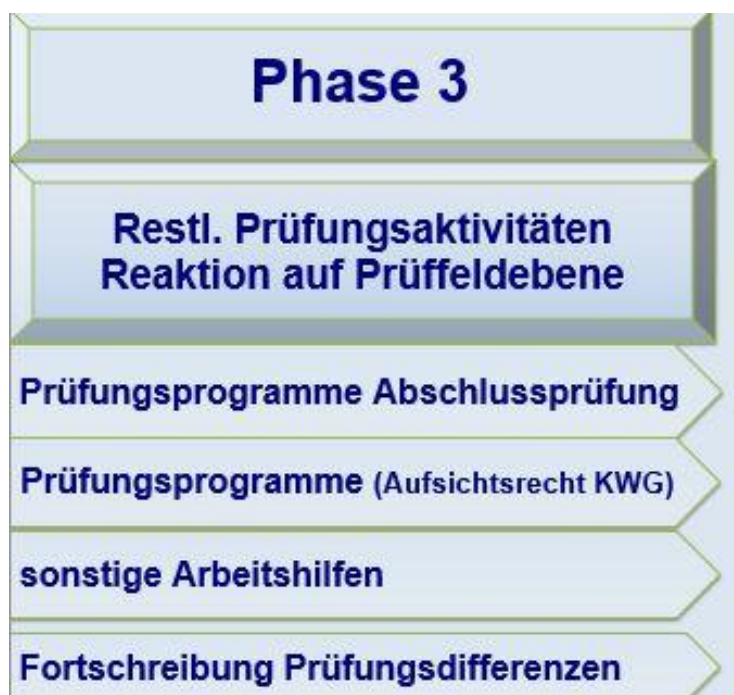 Phase 3
Restl. Prüfungsaktivitäten
Reaktion auf Prüffeldebene
Prüfungsprogramme Abschlussprüfung
Prüfungsprogramme (Aufsichtsrecht KWG)
sonstige Arbeitshilfen
Fortschreibung Prüfungsdifferenzen